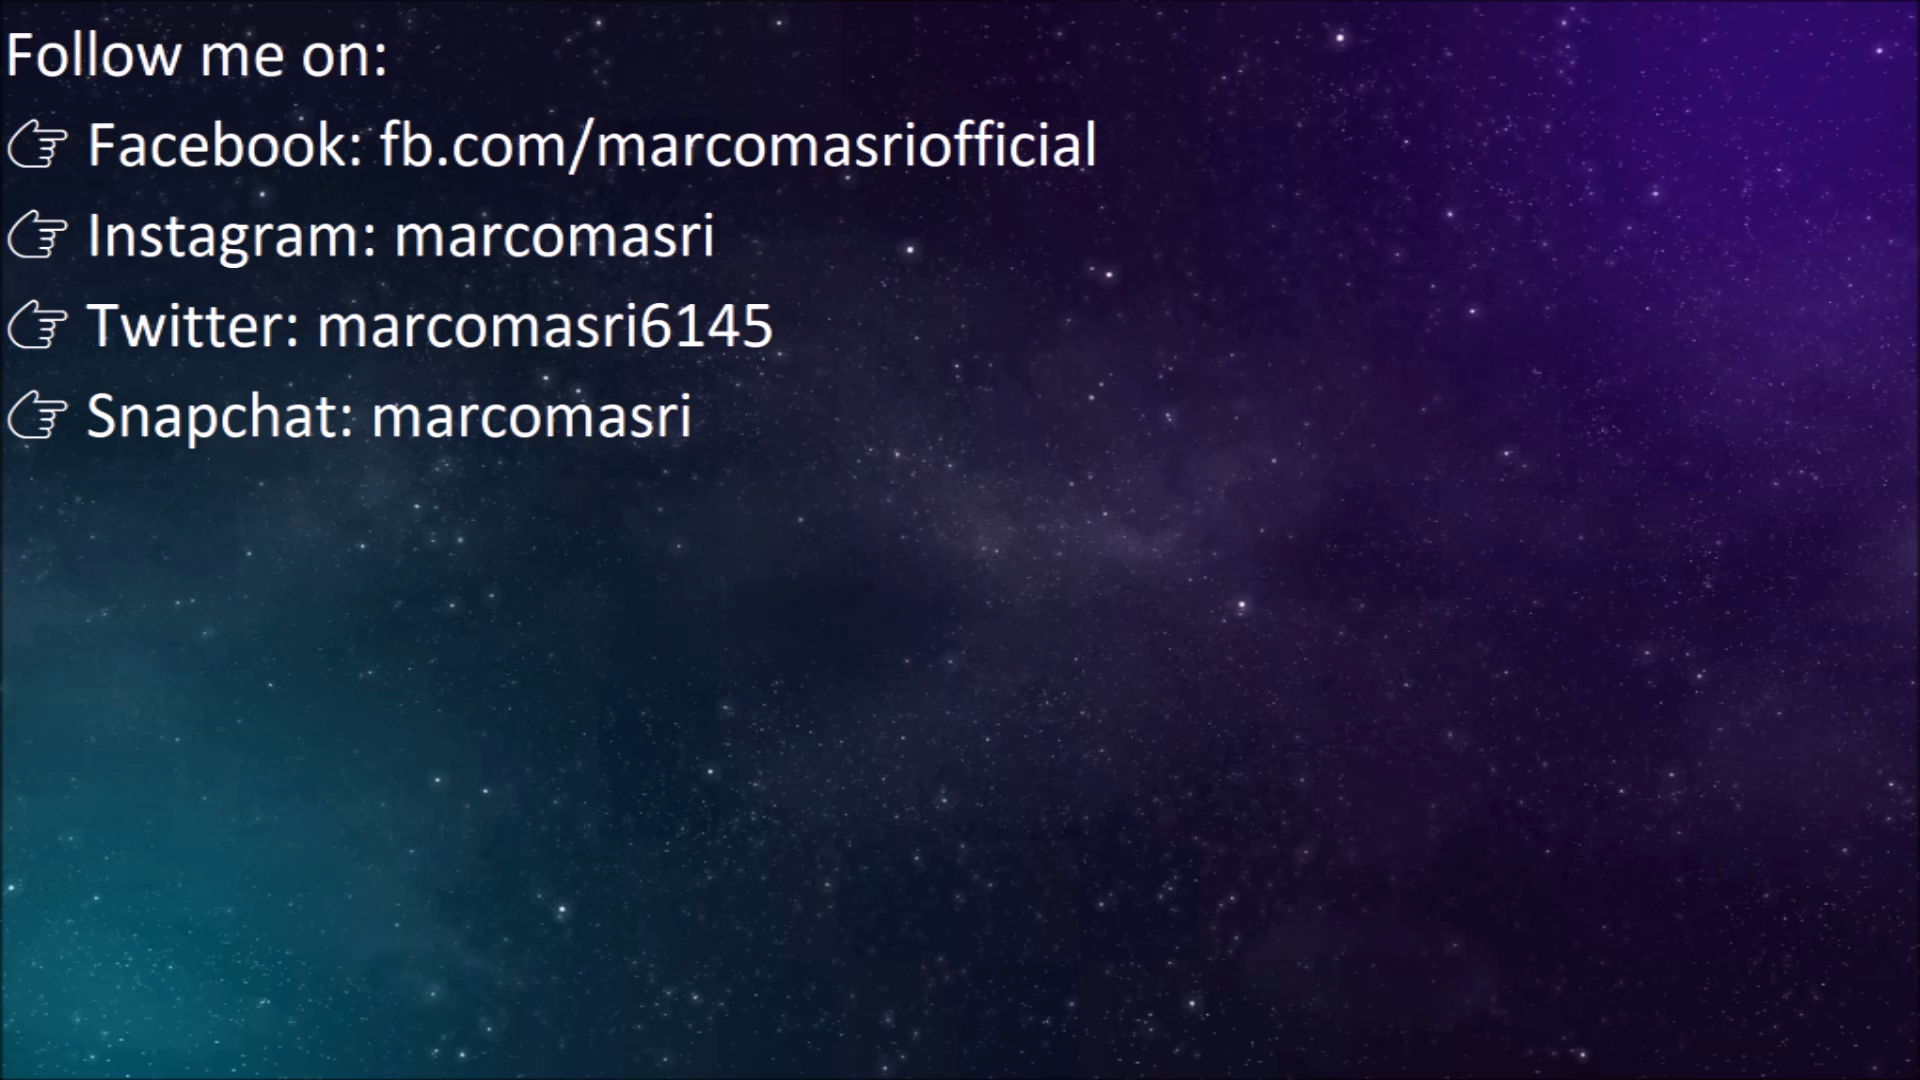 Follow me on:
👉 Facebook: fb.com/marcomasriofficial
👉 Instagram: marcomasri
👉 Twitter: marcomasri6145
👉 Snapchat: marcomasri